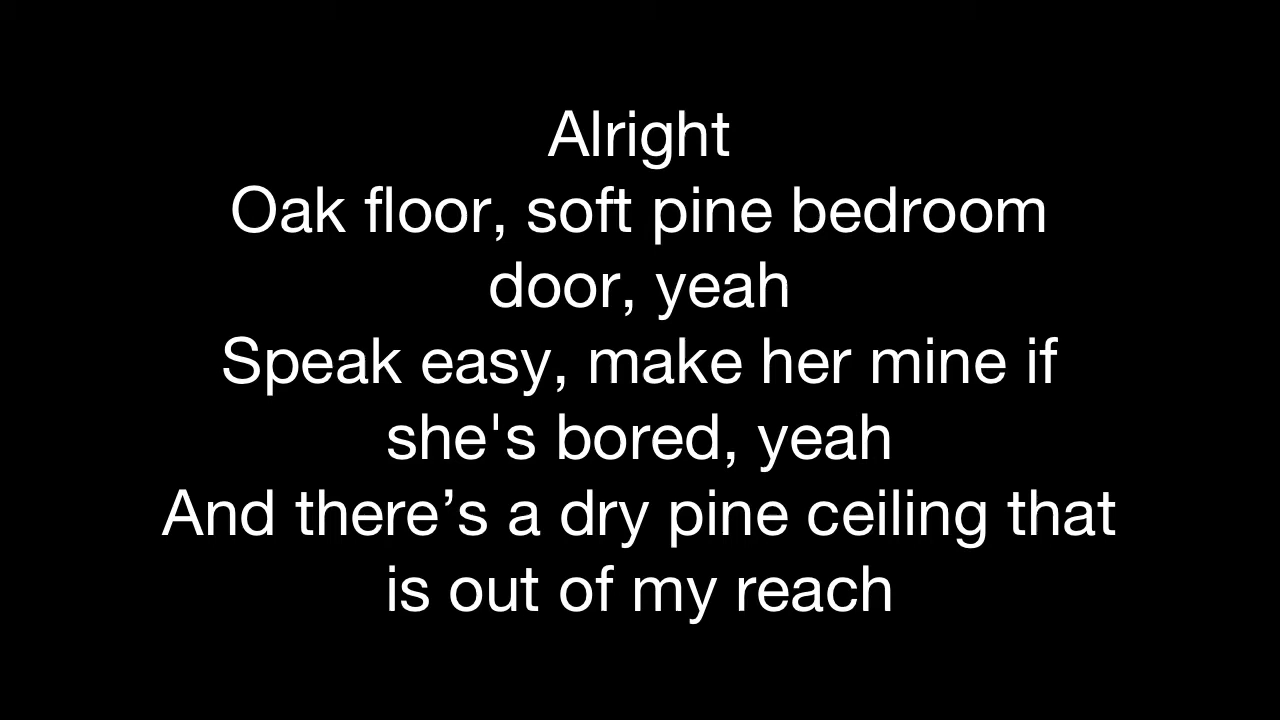 Alright
Oak floor, soft pine bedroom
door, yeah
Speak easy, make her mine if
she's bored, yeah
And there’s a dry pine ceiling that
is out of my reach